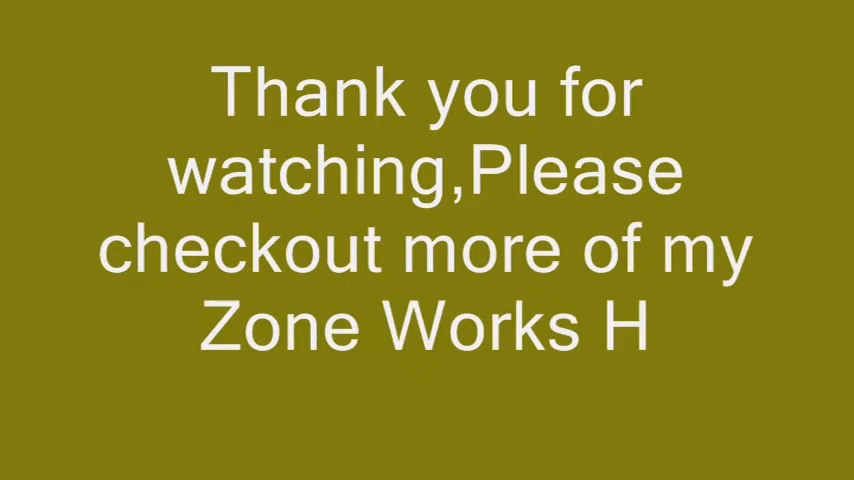 Thank you for
watching,Please
checkout more of my
Zone Works H